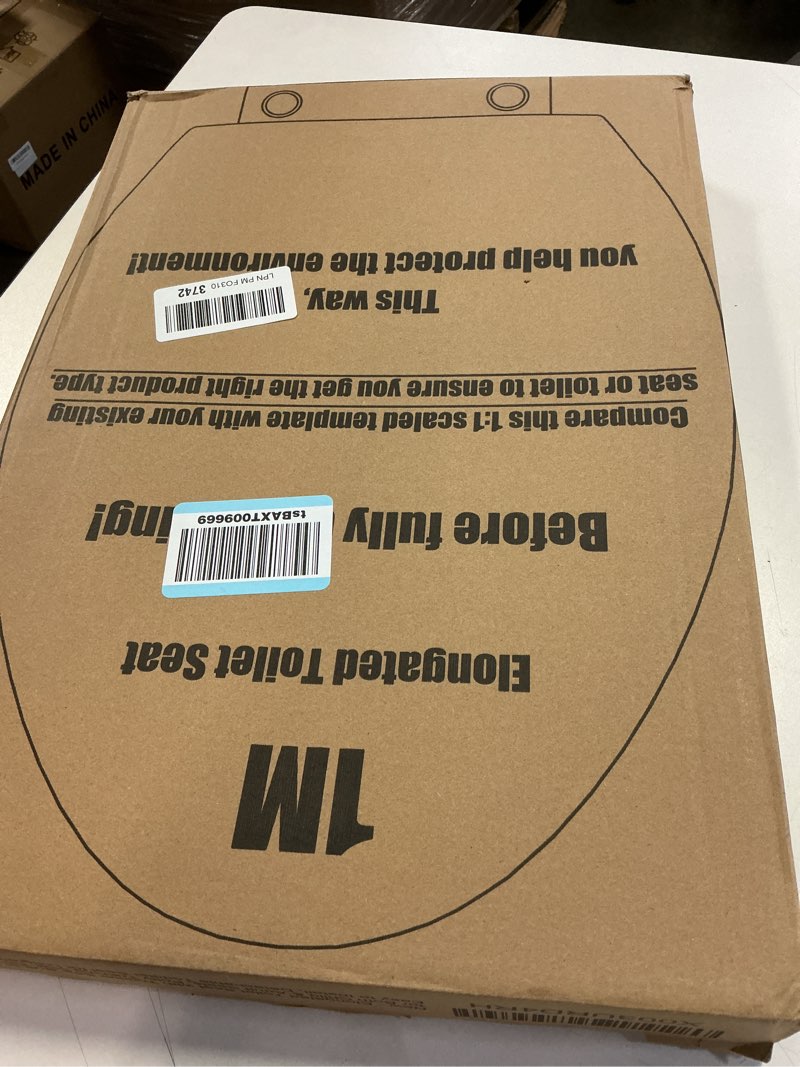 1M
Elongated Toilet Seat
Before fully ing!
tsBAXT009669
Compare this 1:1 scaled template with your existing
seat or toilet to ensure you get the right product type.
This way,
you help protect the environment!
LPN PM FO310 3742
MADE IN CHINA